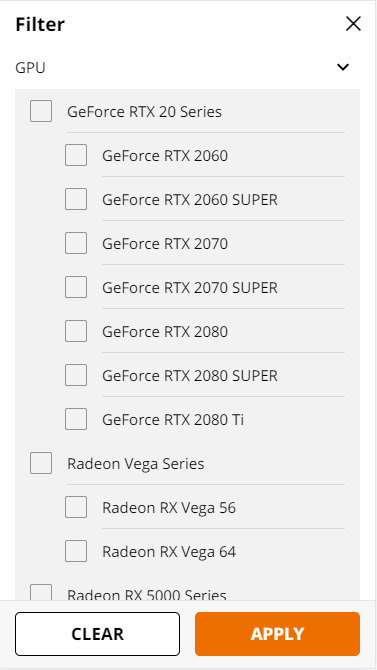 Filter
GPU
GeForce RTX 20 Series
GeForce RTX 2060
GeForce RTX 2060 SUPER
GeForce RTX 2070
GeForce RTX 2070 SUPER
GeForce RTX 2080
GeForce RTX 2080 SUPER
GeForce RTX 2080 Ti
Radeon Vega Series
Radeon RX Vega 56
Radeon RX Vega 64
Radeon RX 5000 Series
CLEAR
APPLY